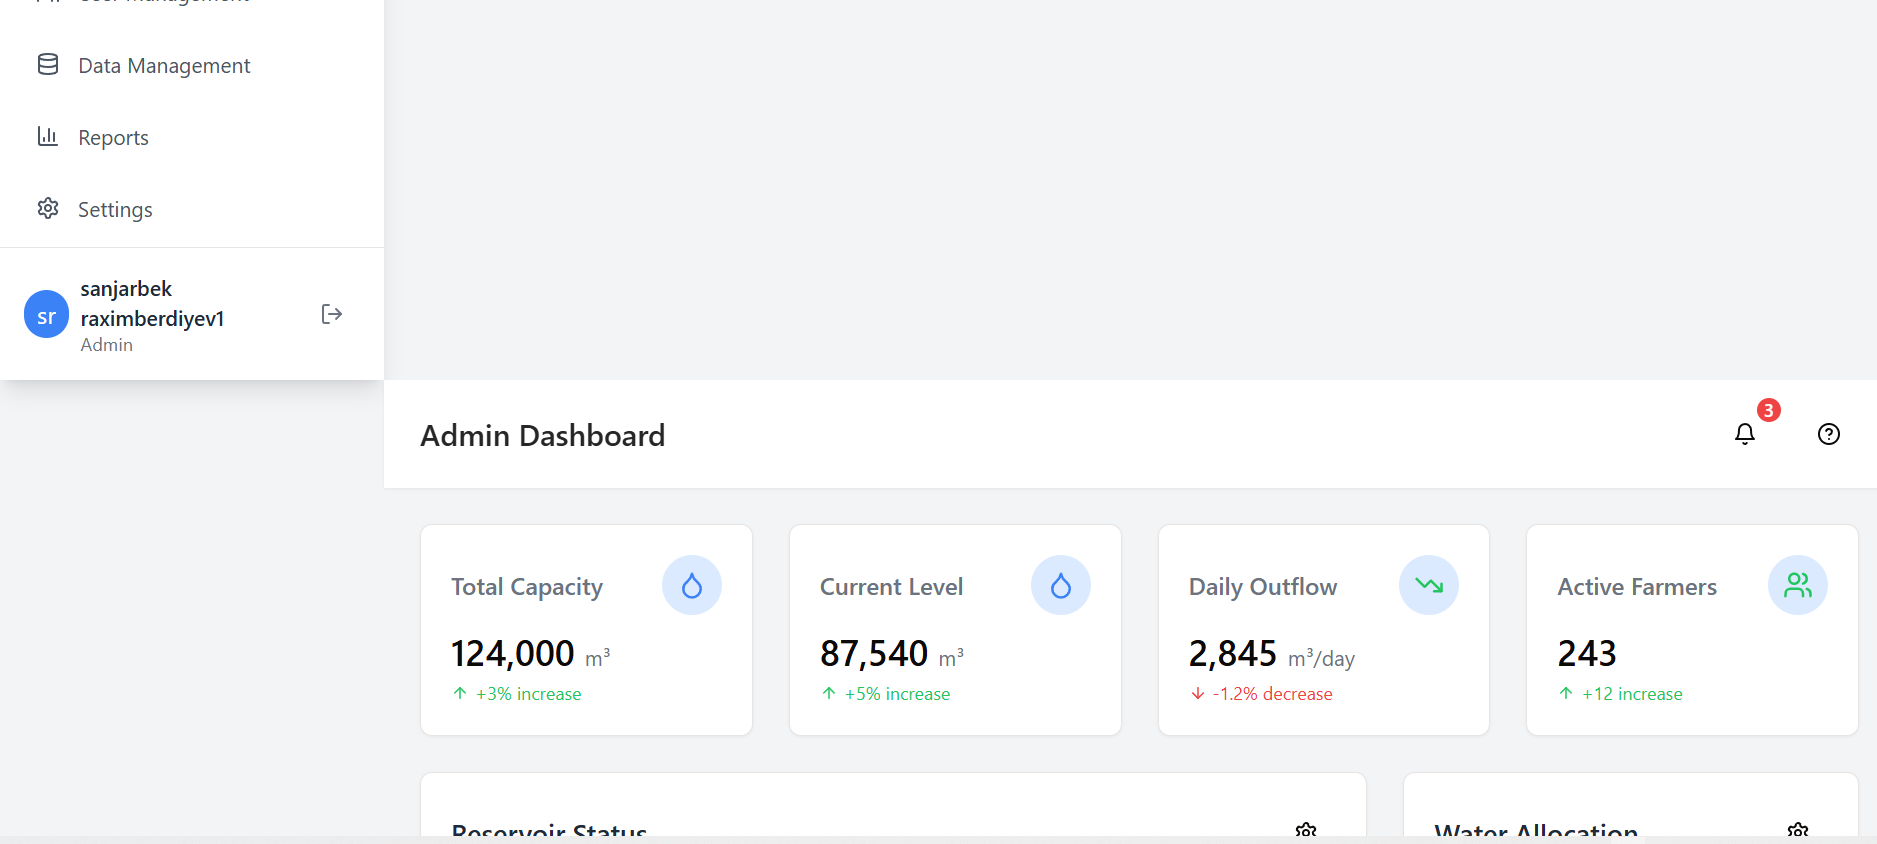 Data Management
Reports
Settings
sr
sanjarbek
raximberdiyev1
Admin
Admin Dashboard
3
Total Capacity
124,000 m³
+3% increase
Current Level
87,540 m³
+5% increase
Daily Outflow
2,845 m³/day
-1.2% decrease
Active Farmers
243
+12 increase
Reservoir Status
Water Allocation